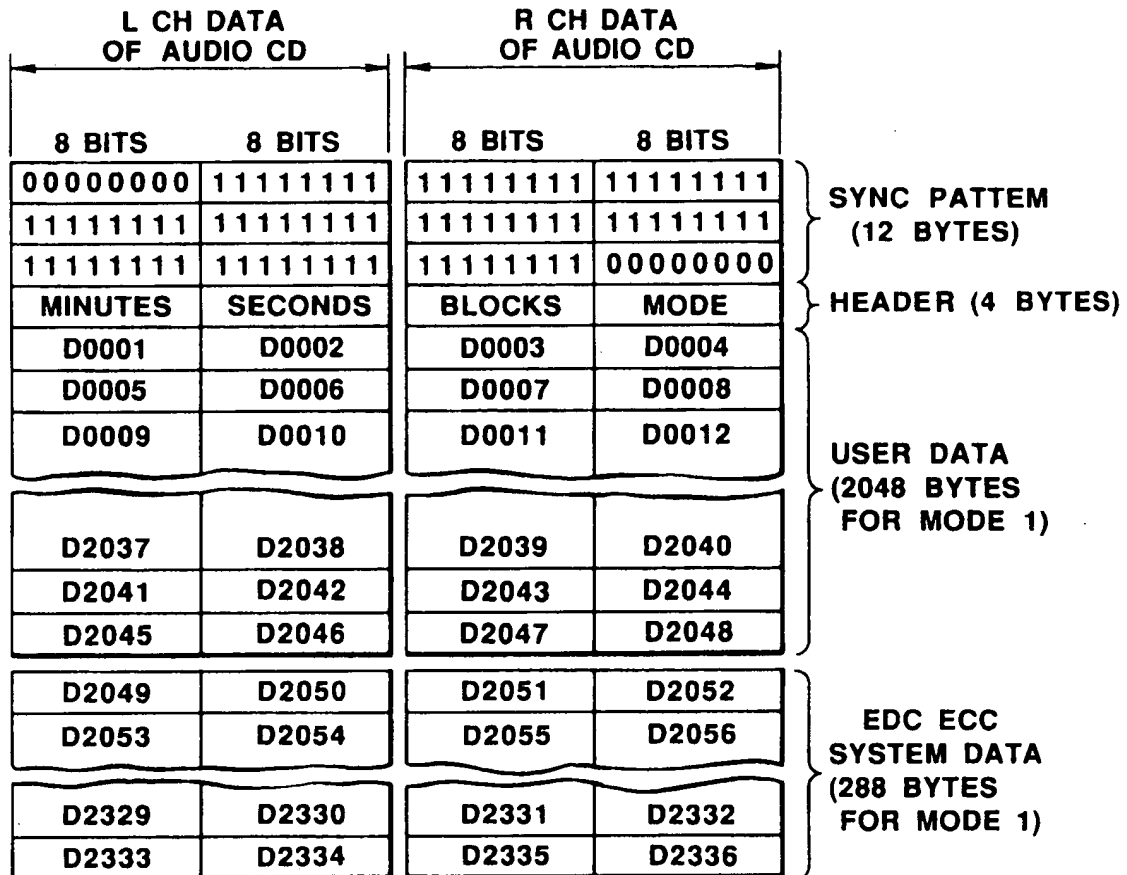 L CH DATA
OF AUDIO CD
R CH DATA
OF AUDIO CD
8 BITS 8 BITS 8 BITS 8 BITS
00000000 11111111 11111111 11111111
11111111 11111111 11111111 11111111
11111111 11111111 11111111 00000000
SYNC PATTEM
(12 BYTES)
MINUTES SECONDS BLOCKS MODE
HEADER (4 BYTES)
D0001 D0002 D0003 D0004
D0005 D0006 D0007 D0008
D0009 D0010 D0011 D0012
USER DATA
(2048 BYTES
FOR MODE 1)
D2037 D2038 D2039 D2040
D2041 D2042 D2043 D2044
D2045 D2046 D2047 D2048
D2049 D2050 D2051 D2052
D2053 D2054 D2055 D2056
EDC ECC
SYSTEM DATA
(288 BYTES
FOR MODE 1)
D2329 D2330 D2331 D2332
D2333 D2334 D2335 D2336